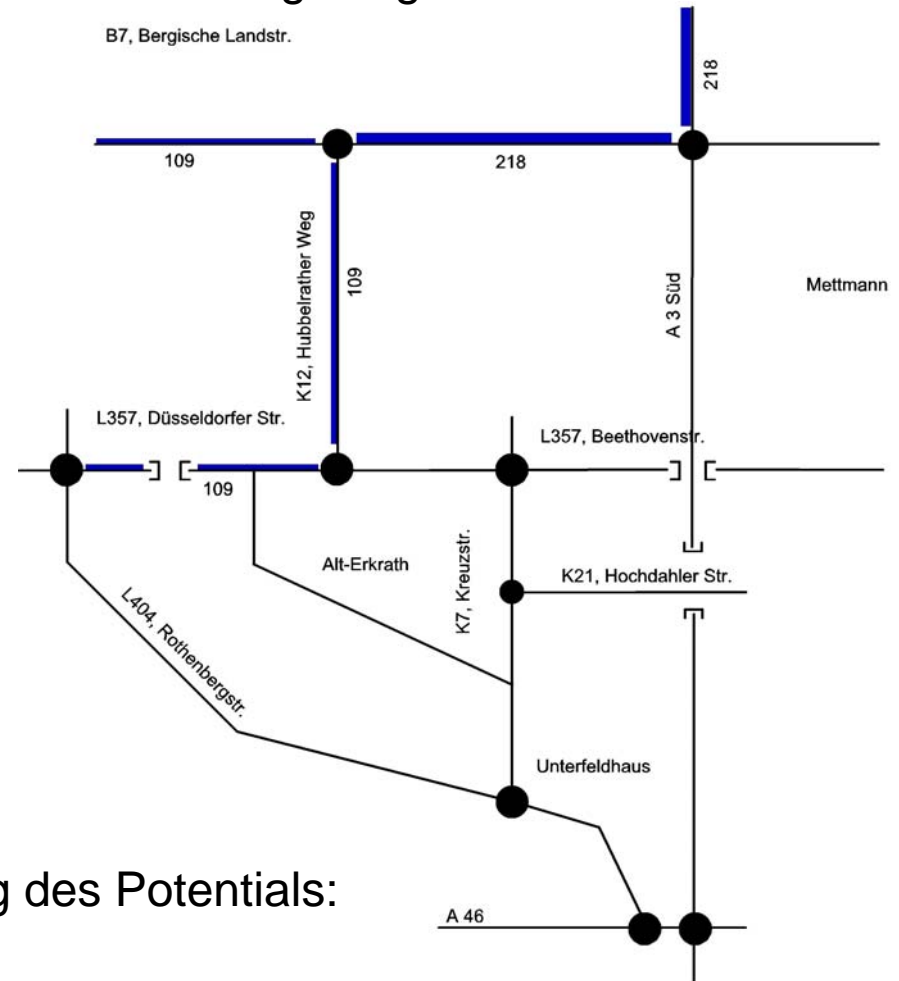 B7, Bergische Landstr.
218
109
218
K12, Hubbelrather Weg
109
A 3 Süd
Mettmann
L357, Düsseldorfer Str.
L357, Beethovenstr.
109
Alt-Erkrath
K7, Kreuzstr.
K21, Hochdahler Str.
L404, Rothenbergstr.
Unterfeldhaus
g des Potentials:
A 46